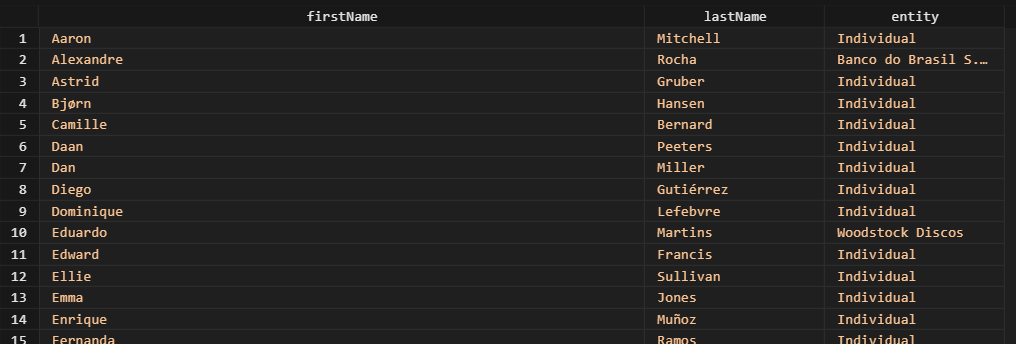 firstName lastName entity
1 Aaron Mitchell Individual
2 Alexandre Rocha Banco do Brasil S.…
3 Astrid Gruber Individual
4 Bjørn Hansen Individual
5 Camille Bernard Individual
6 Daan Peeters Individual
7 Dan Miller Individual
8 Diego Gutiérrez Individual
9 Dominique Lefebvre Individual
10 Eduardo Martins Woodstock Discos
11 Edward Francis Individual
12 Ellie Sullivan Individual
13 Emma Jones Individual
14 Enrique Muñoz Individual
15 Fernanda Ramos Individual